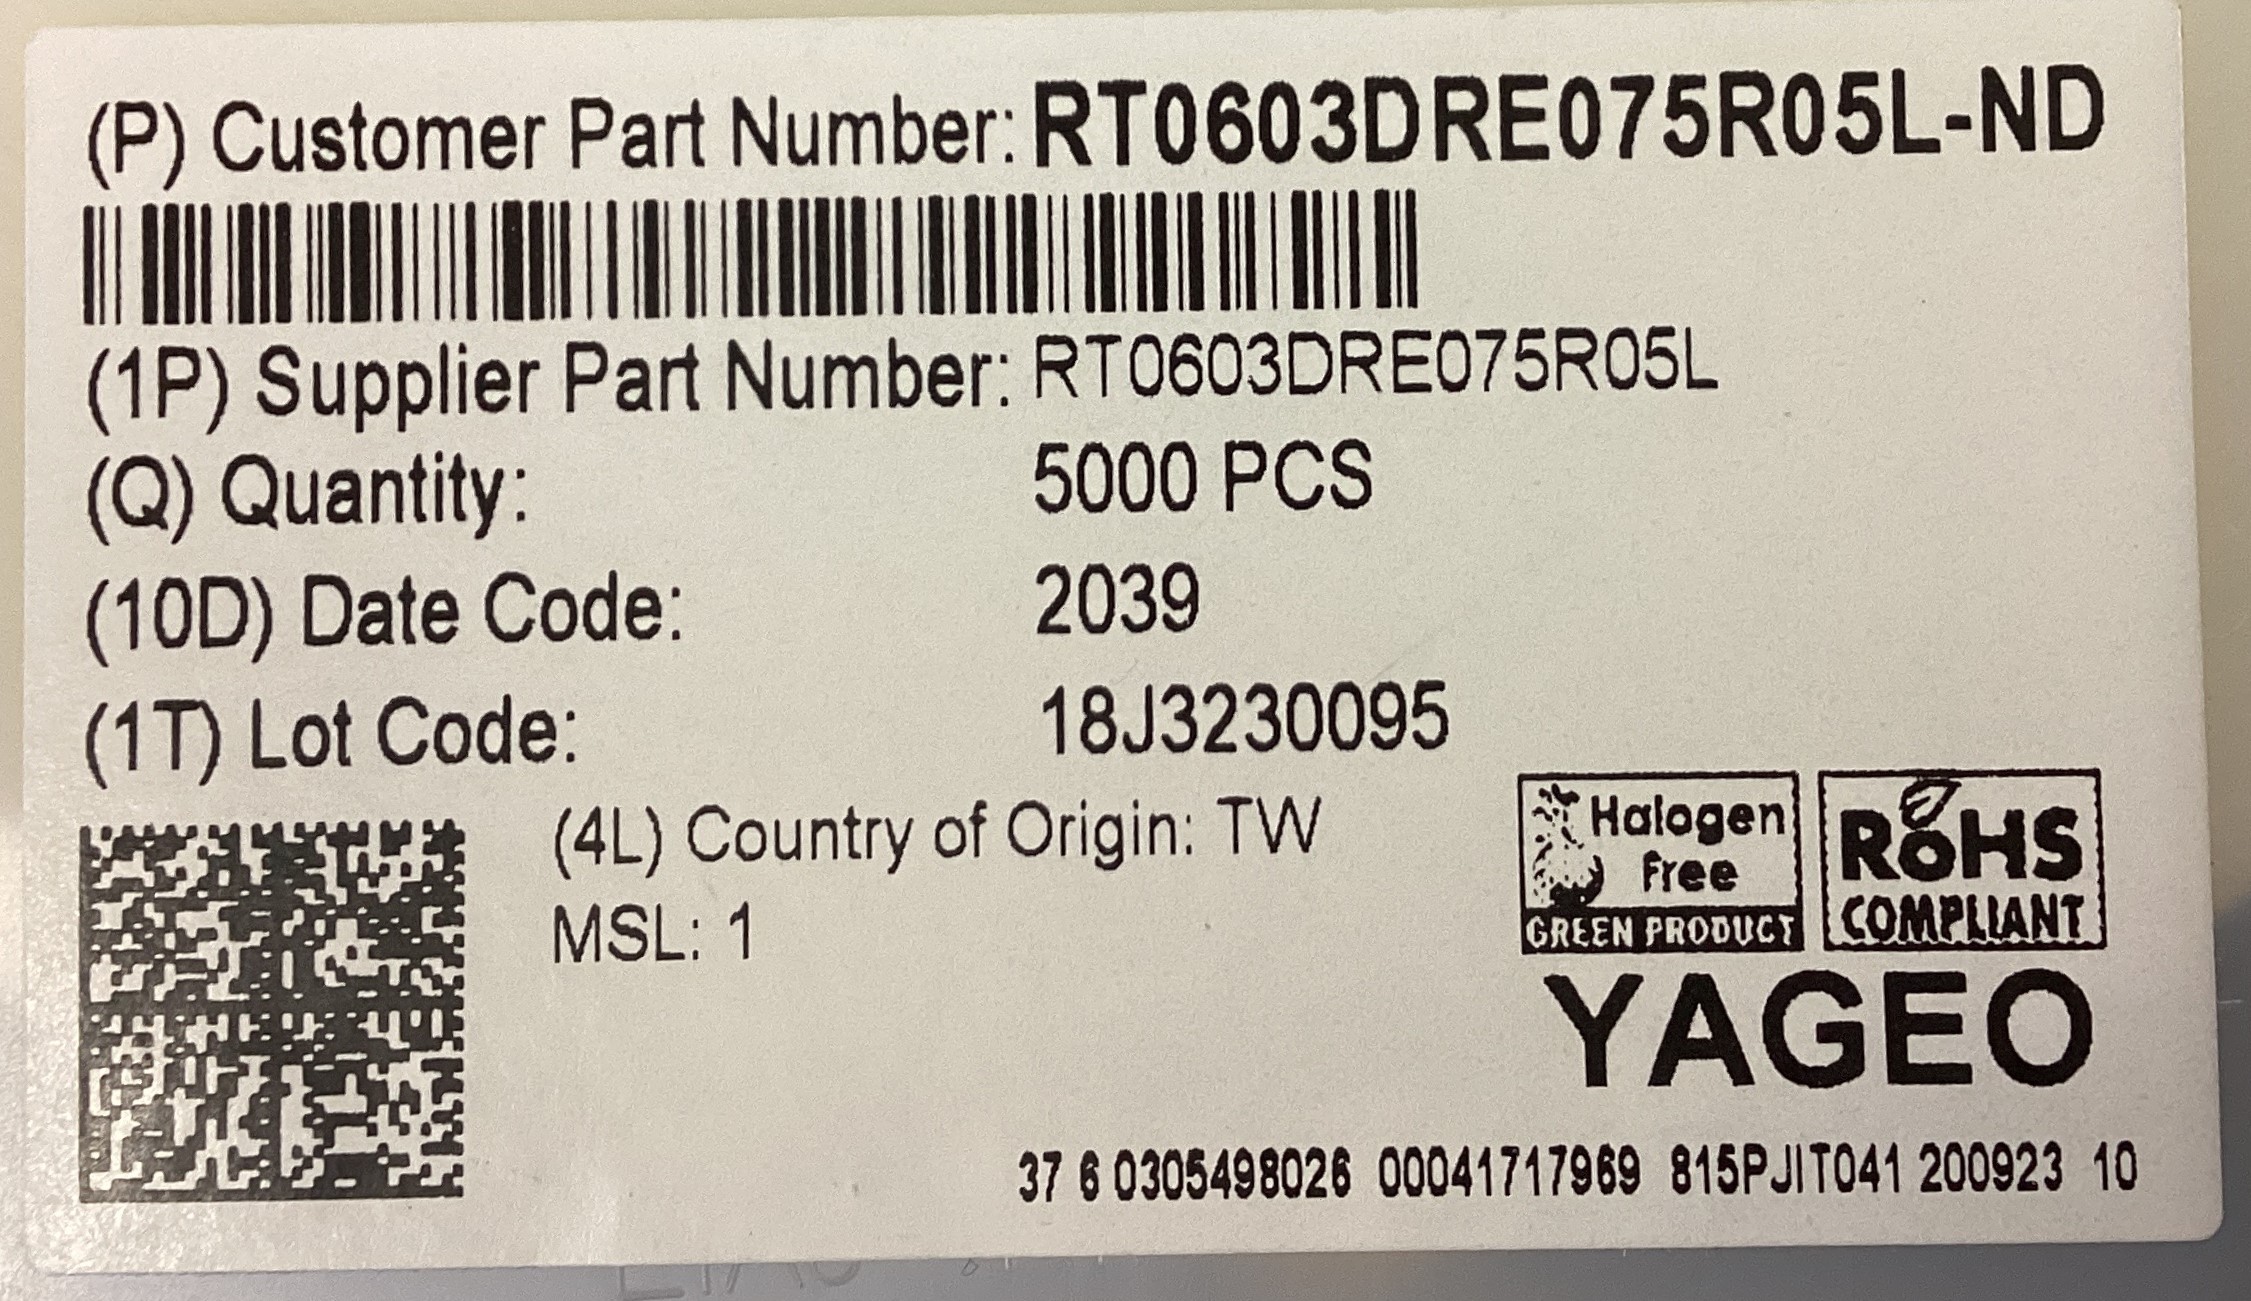 (P) Customer Part Number: RT0603DRE075R05L-ND
(1P) Supplier Part Number: RT0603DRE075R05L
(Q) Quantity: 5000 PCS
(10D) Date Code: 2039
(1T) Lot Code: 18J3230095
(4L) Country of Origin: TW
MSL: 1
Halogen
Free
GREEN PRODUCT
RoHS
COMPLIANT
YAGEO
37 6 0305498026 00041717969 815PJIT041 200923 10